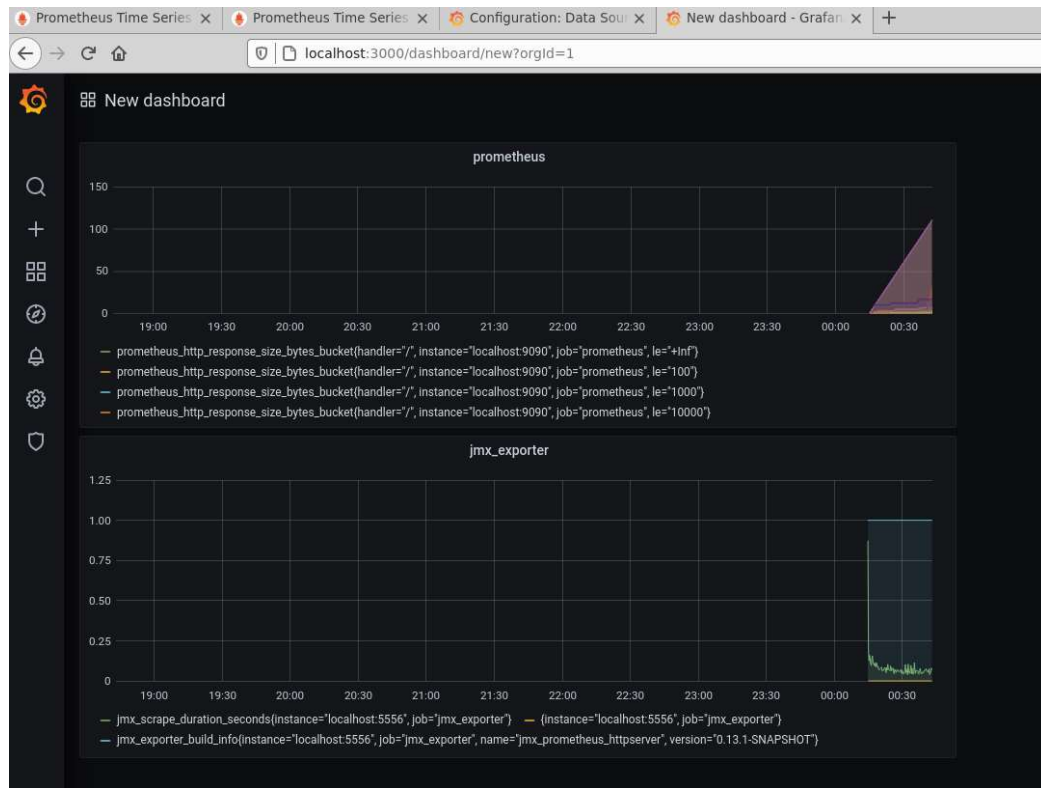 Prometheus Time Series
Prometheus Time Series
Configuration: Data Sour
New dashboard - Grafan
localhost:3000/dashboard/new?orgId=1
New dashboard
prometheus
150
100
50
0
19:00 19:30 20:00 20:30 21:00 21:30 22:00 22:30 23:00 23:30 00:00 00:30
prometheus_http_response_size_bytes_bucket{handler="/", instance="localhost:9090", job="prometheus", le="+Inf"}
prometheus_http_response_size_bytes_bucket{handler="/", instance="localhost:9090", job="prometheus", le="100"}
prometheus_http_response_size_bytes_bucket{handler="/", instance="localhost:9090", job="prometheus", le="1000"}
prometheus_http_response_size_bytes_bucket{handler="/", instance="localhost:9090", job="prometheus", le="10000"}
jmx_exporter
1.25
1.00
0.75
0.50
0.25
0
19:00 19:30 20:00 20:30 21:00 21:30 22:00 22:30 23:00 23:30 00:00 00:30
jmx_scrape_duration_seconds{instance="localhost:5556", job="jmx_exporter"} {instance="localhost:5556", job="jmx_exporter"}
jmx_exporter_build_info{instance="localhost:5556", job="jmx_exporter", name="jmx_prometheus_httpserver", version="0.13.1-SNAPSHOT"}